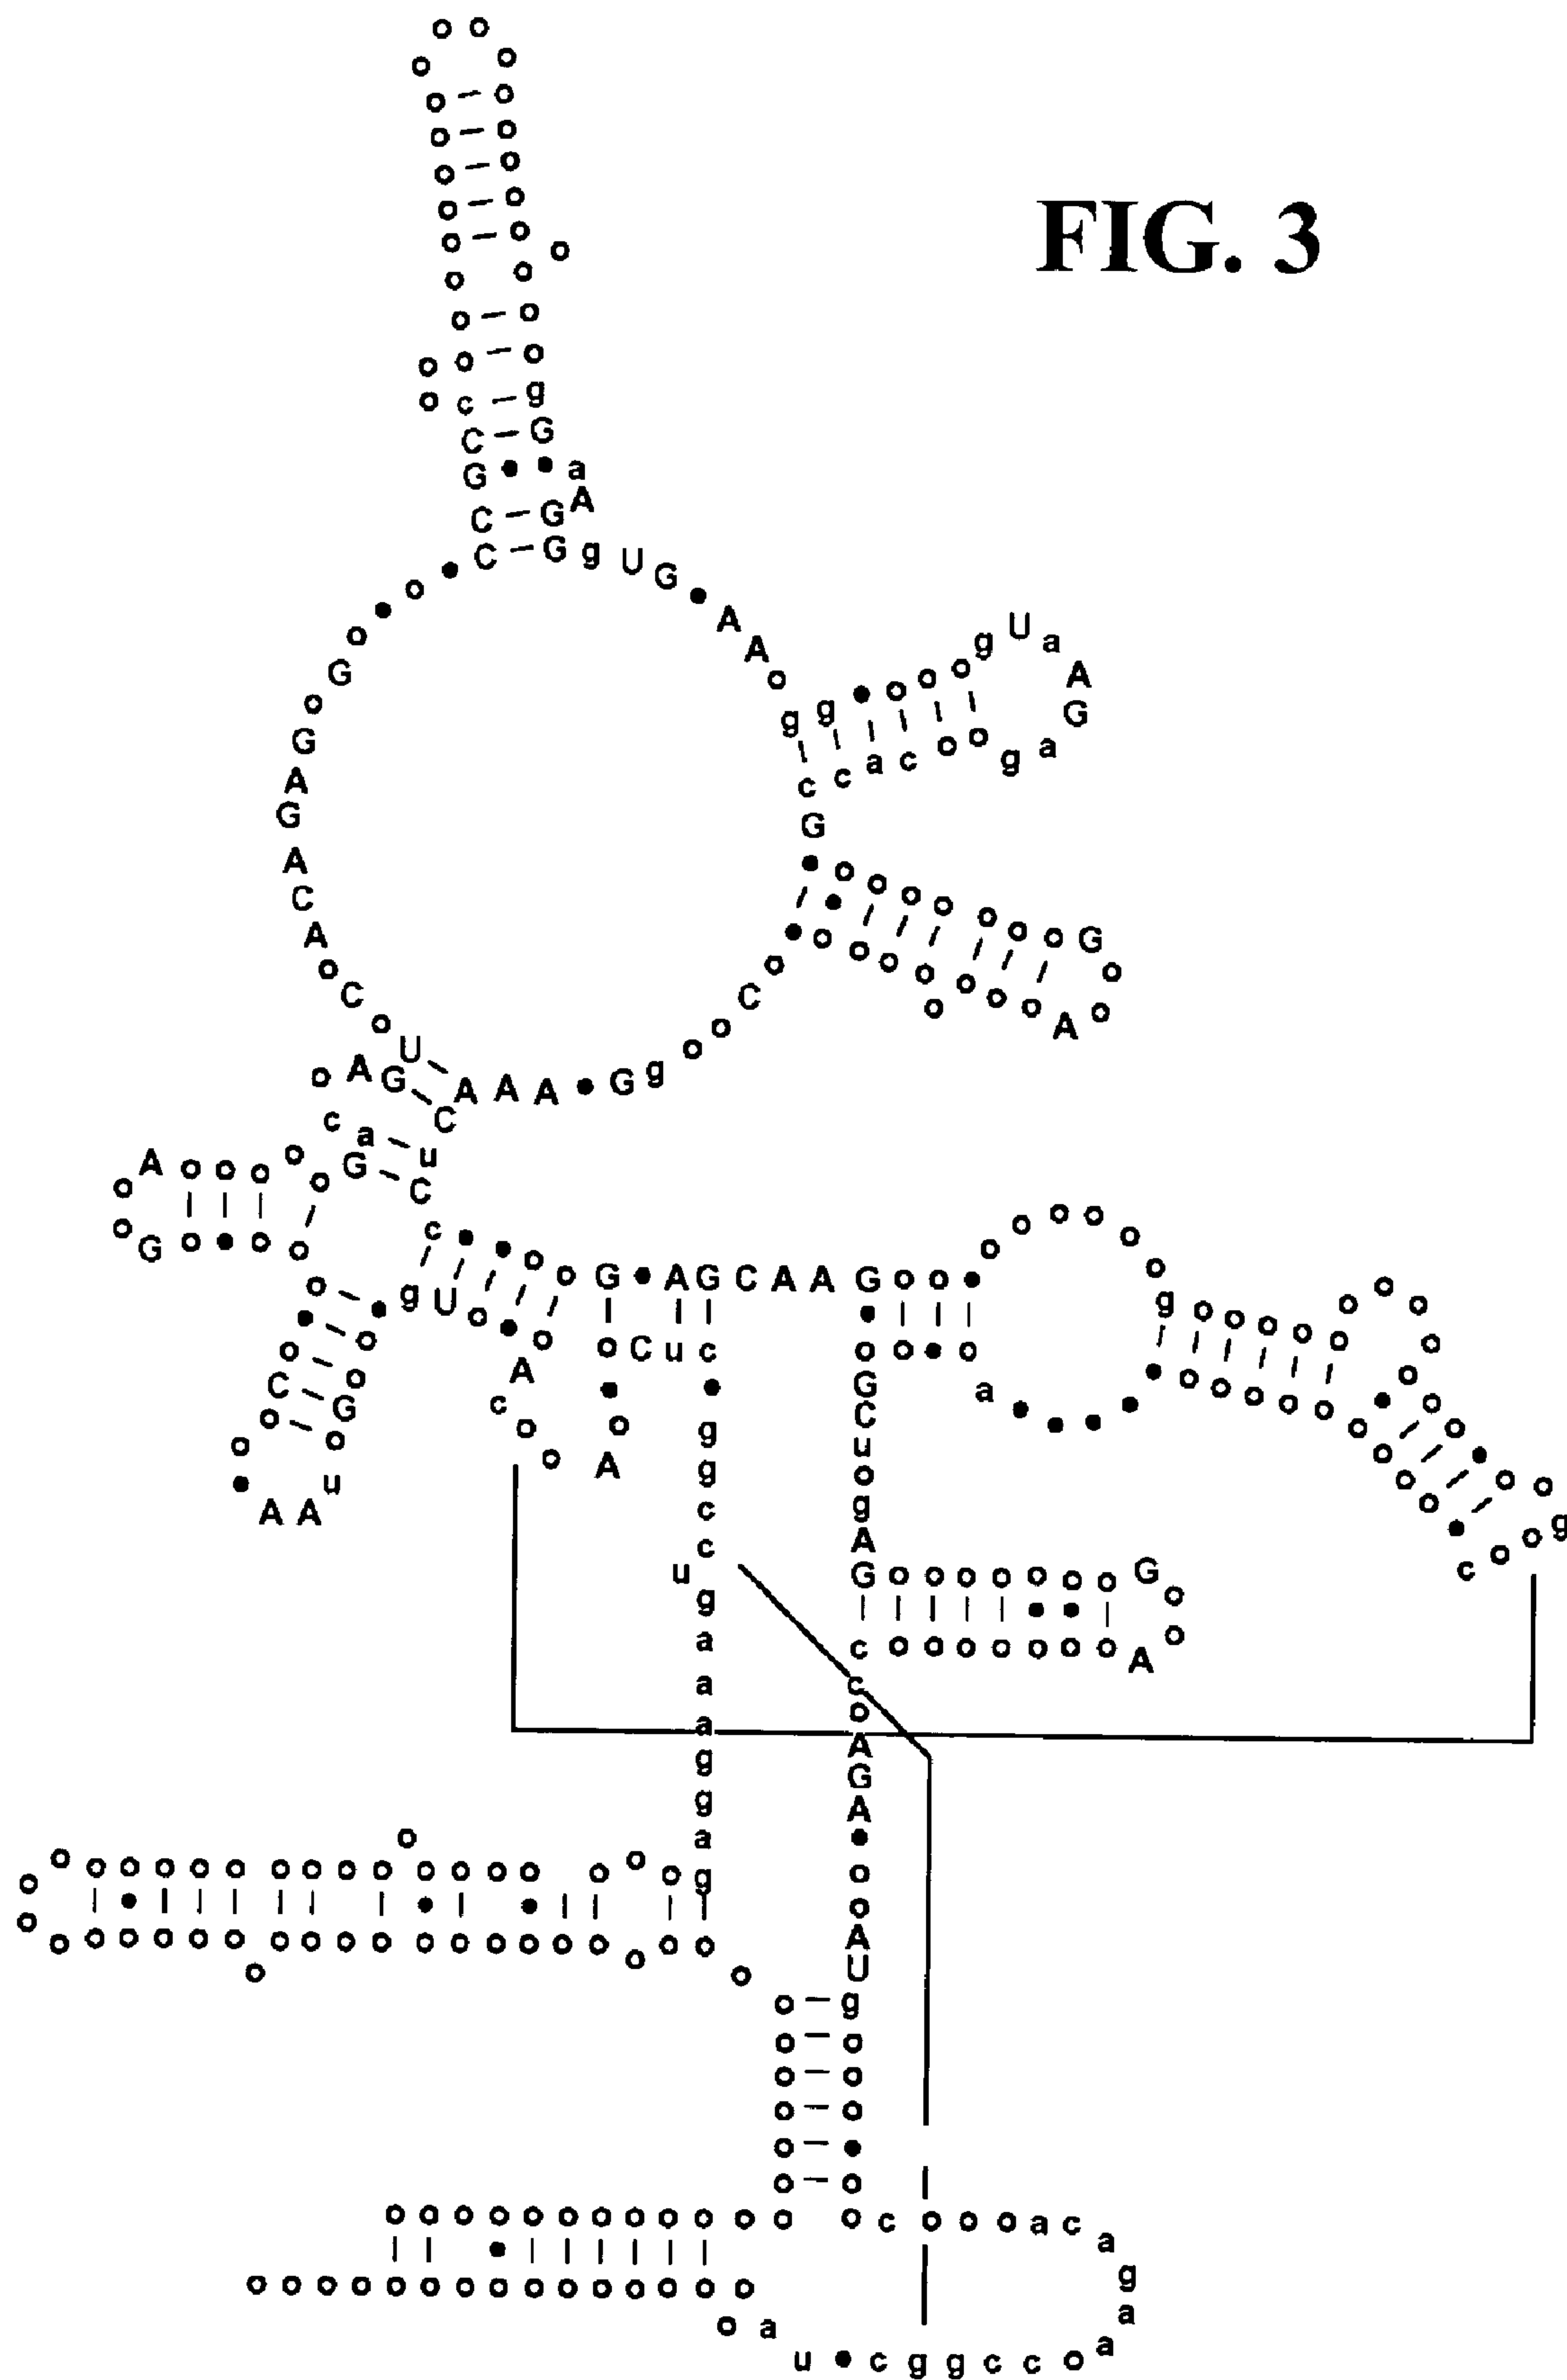 FIG. 3
c C G C C
g G a A G G g U G A A
g g
g U a A G a g
c a c c G
G A
C g G A A A C u C c
G G A G A C A C U
A G c a G
A G
g U
C G u A A
A c
G A G C A A G
C u c
A
g g c c u g a a a g g a g
G C u g A G
G A
c c A G A A U g
a g g c
c a c a g a a c c g g c u a